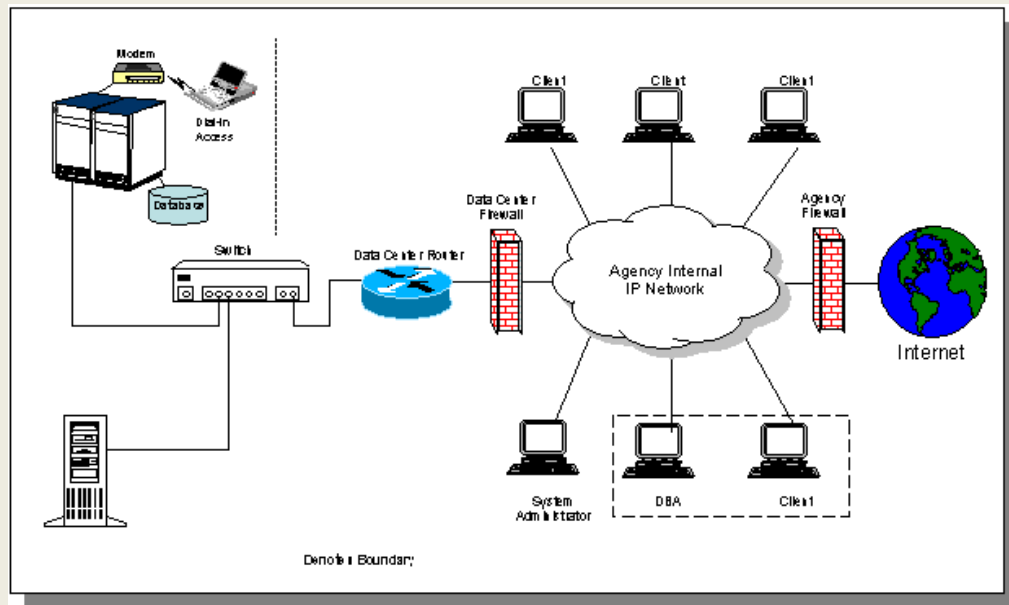 Modem
Dial-In
Access
Database
Switch
Data Center Router
Data Center
Firewall
Client
Client
Client
Agency Internal
IP Network
Agency
Firewall
Internet
System
Administrator
DBA
Client
Denotes Boundary